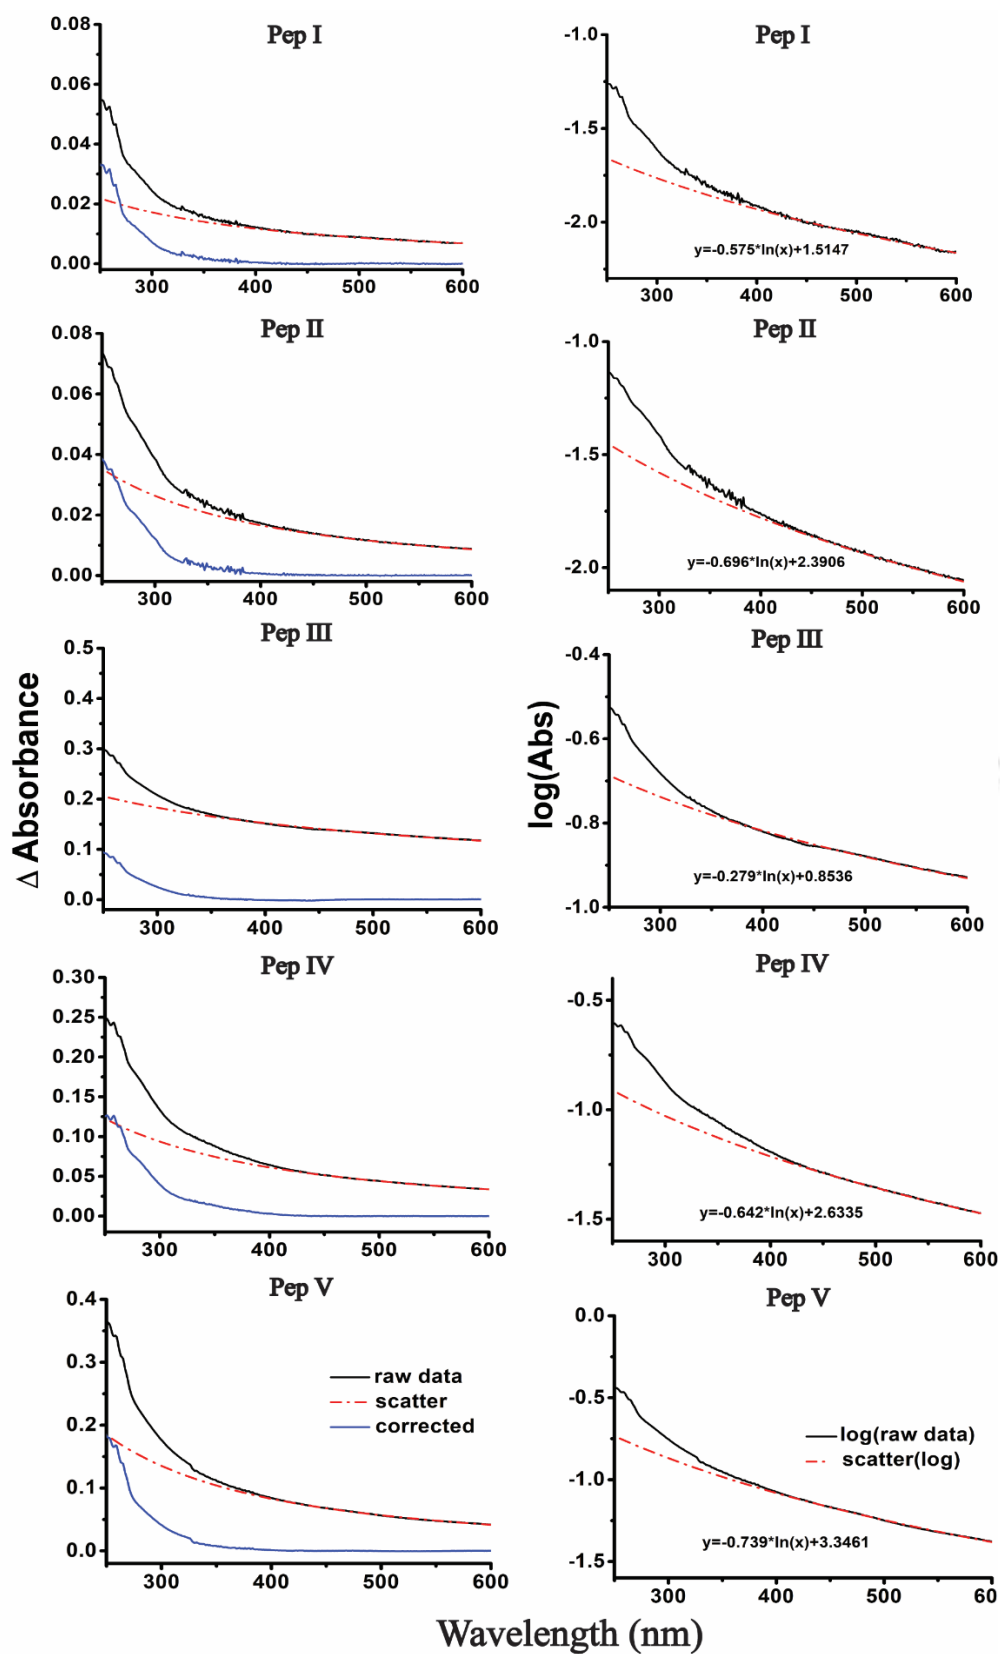 Pep I
0.08
0.06
0.04
0.02
0.00
300 400 500 600
Pep I
-1.0
-1.5
-2.0
y=-0.575*ln(x)+1.5147
300 400 500 600
Pep II
0.08
0.06
0.04
0.02
0.00
300 400 500 600
Pep II
-1.0
-1.5
-2.0
y=-0.696*ln(x)+2.3906
300 400 500 600
Pep III
0.5
0.4
0.3
0.2
0.1
0.0
300 400 500 600
Pep III
-0.4
-0.6
-0.8
-1.0
y=-0.279*ln(x)+0.8536
300 400 500 600
Δ Absorbance
log(Abs)
Pep IV
0.30
0.25
0.20
0.15
0.10
0.05
0.00
300 400 500 600
Pep IV
-0.5
-1.0
-1.5
y=-0.642*ln(x)+2.6335
300 400 500 600
Pep V
0.4
0.3
0.2
0.1
0.0
raw data
scatter
corrected
300 400 500 600
Pep V
0.0
-0.5
-1.0
-1.5
log(raw data)
scatter(log)
y=-0.739*ln(x)+3.3461
300 400 500 600
Wavelength (nm)